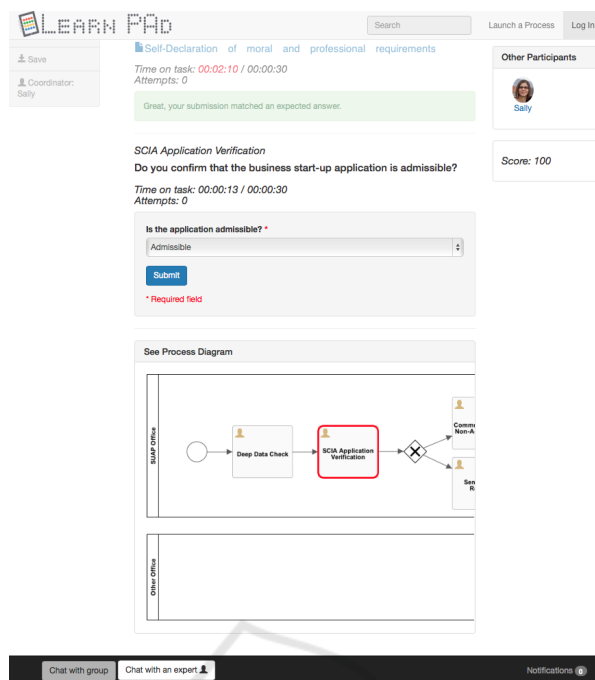 LEARN PAD
Search
Launch a Process
Log In
Save
Coordinator:
Sally
Self-Declaration of moral and professional requirements
Time on task: 00:02:10 / 00:00:30
Attempts: 0
Great, your submission matched an expected answer.
Other Participants
Sally
Score: 100
SCIA Application Verification
Do you confirm that the business start-up application is admissible?
Time on task: 00:00:13 / 00:00:30
Attempts: 0
Is the application admissible? *
Admissible
Submit
* Required field
See Process Diagram
SUAP Office
Deep Data Check
SCIA Application
Verification
Commu
Non-A
Sen
R
Other Office
Chat with group
Chat with an expert
Notifications 0